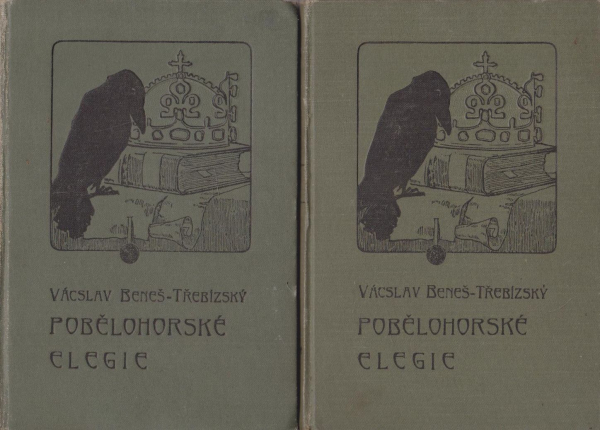 VÁCSLAV BENEŠ-TŘEBÍZSKÝ
POBĚLOHORSKÉ
ELEGIE
VÁCSLAV BENEŠ-TŘEBÍZSKÝ
POBĚLOHORSKÉ
ELEGIE